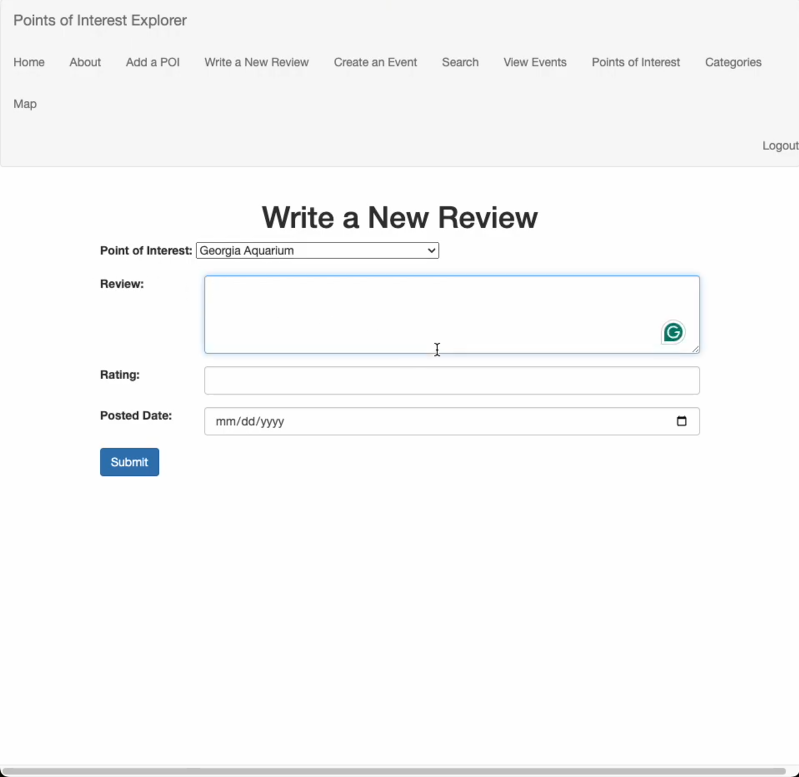 Points of Interest Explorer
Home About Add a POI Write a New Review Create an Event Search View Events Points of Interest Categories
Map
Logout
Write a New Review
Point of Interest: Georgia Aquarium
Review:
G
Rating:
Posted Date: mm/dd/yyyy
Submit